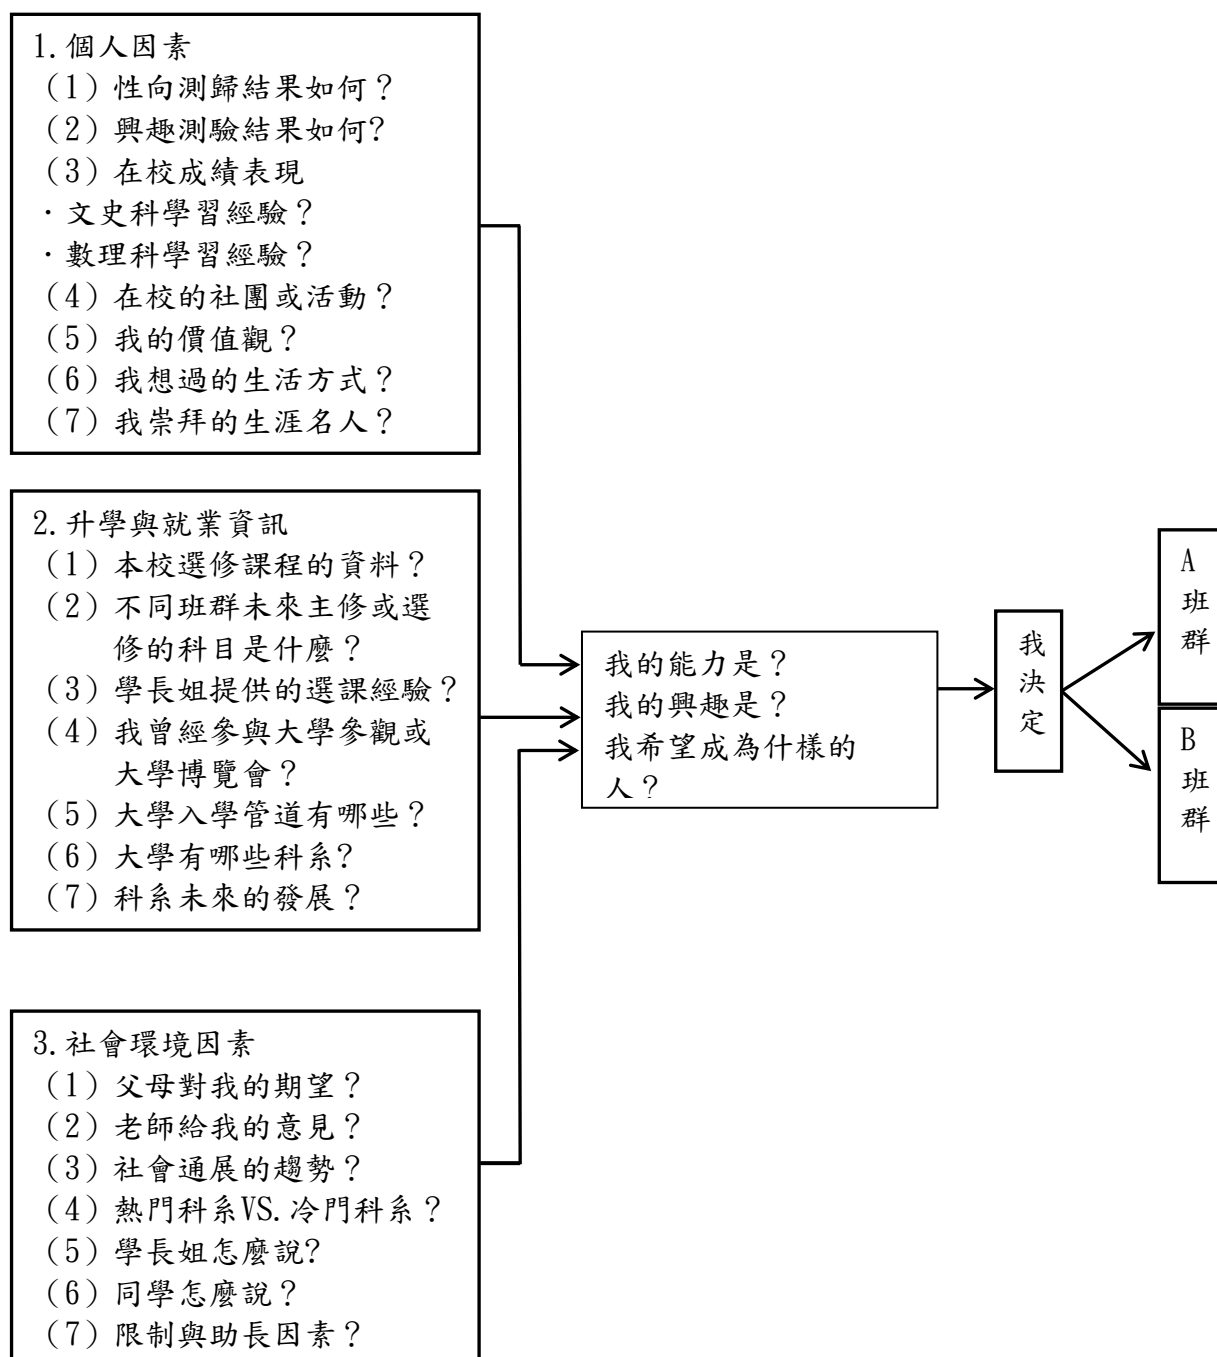 1.個人因素
（1）性向測歸結果如何？
（2）興趣測驗結果如何?
（3）在校成績表現
．文史科學習經驗？
．數理科學習經驗？
（4）在校的社團或活動？
（5）我的價值觀？
（6）我想過的生活方式？
（7）我崇拜的生涯名人？
2.升學與就業資訊
（1）本校選修課程的資料？
（2）不同班群未來主修或選
修的科目是什麼？
（3）學長姐提供的選課經驗？
（4）我曾經參與大學參觀或
大學博覽會？
（5）大學入學管道有哪些？
（6）大學有哪些科系?
（7）科系未來的發展？
3.社會環境因素
（1）父母對我的期望？
（2）老師給我的意見？
（3）社會通展的趨勢？
（4）熱門科系VS.冷門科系？
（5）學長姐怎麼說?
（6）同學怎麼說？
（7）限制與助長因素？
我的能力是？
我的興趣是？
我希望成為什樣的
人？
我
決
定
A
班
群
B
班
群